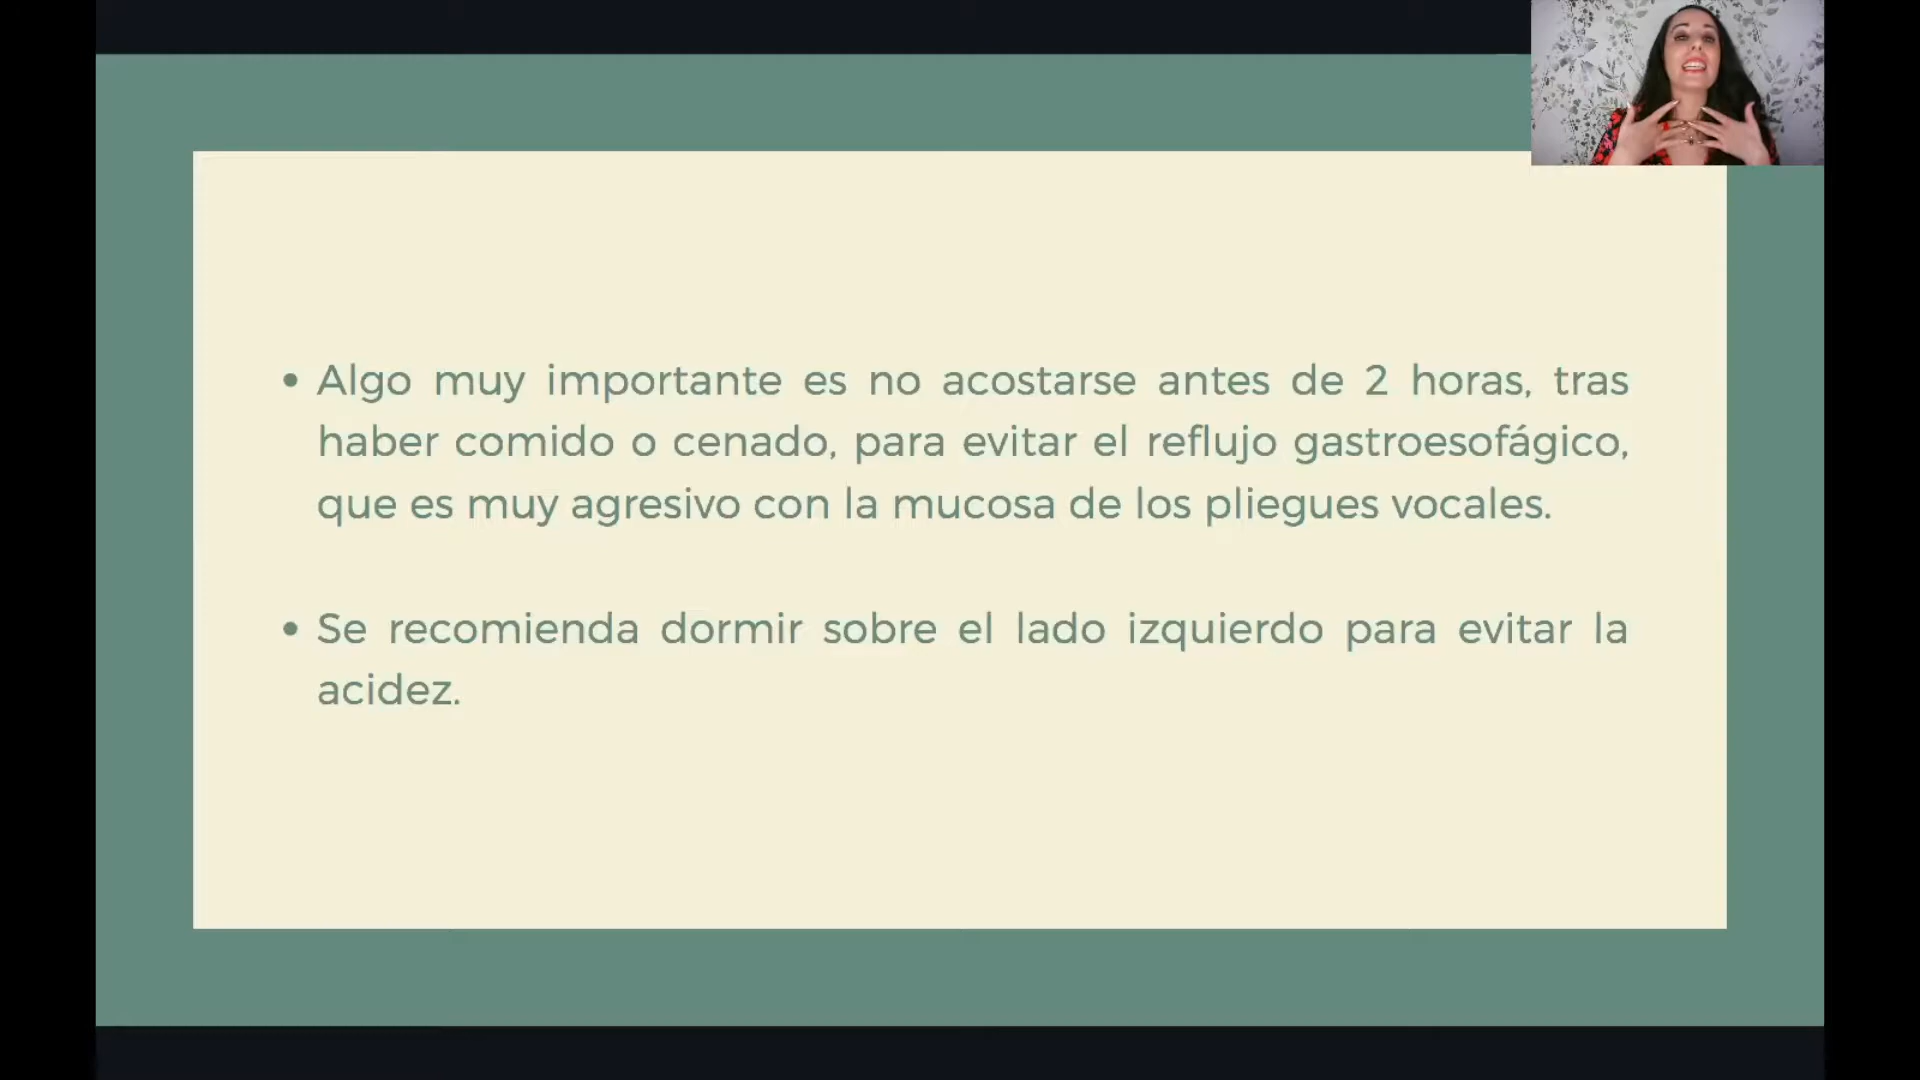 • Algo muy importante es no acostarse antes de 2 horas, tras
haber comido o cenado, para evitar el reflujo gastroesofágico,
que es muy agresivo con la mucosa de los pliegues vocales.
• Se recomienda dormir sobre el lado izquierdo para evitar la
acidez.